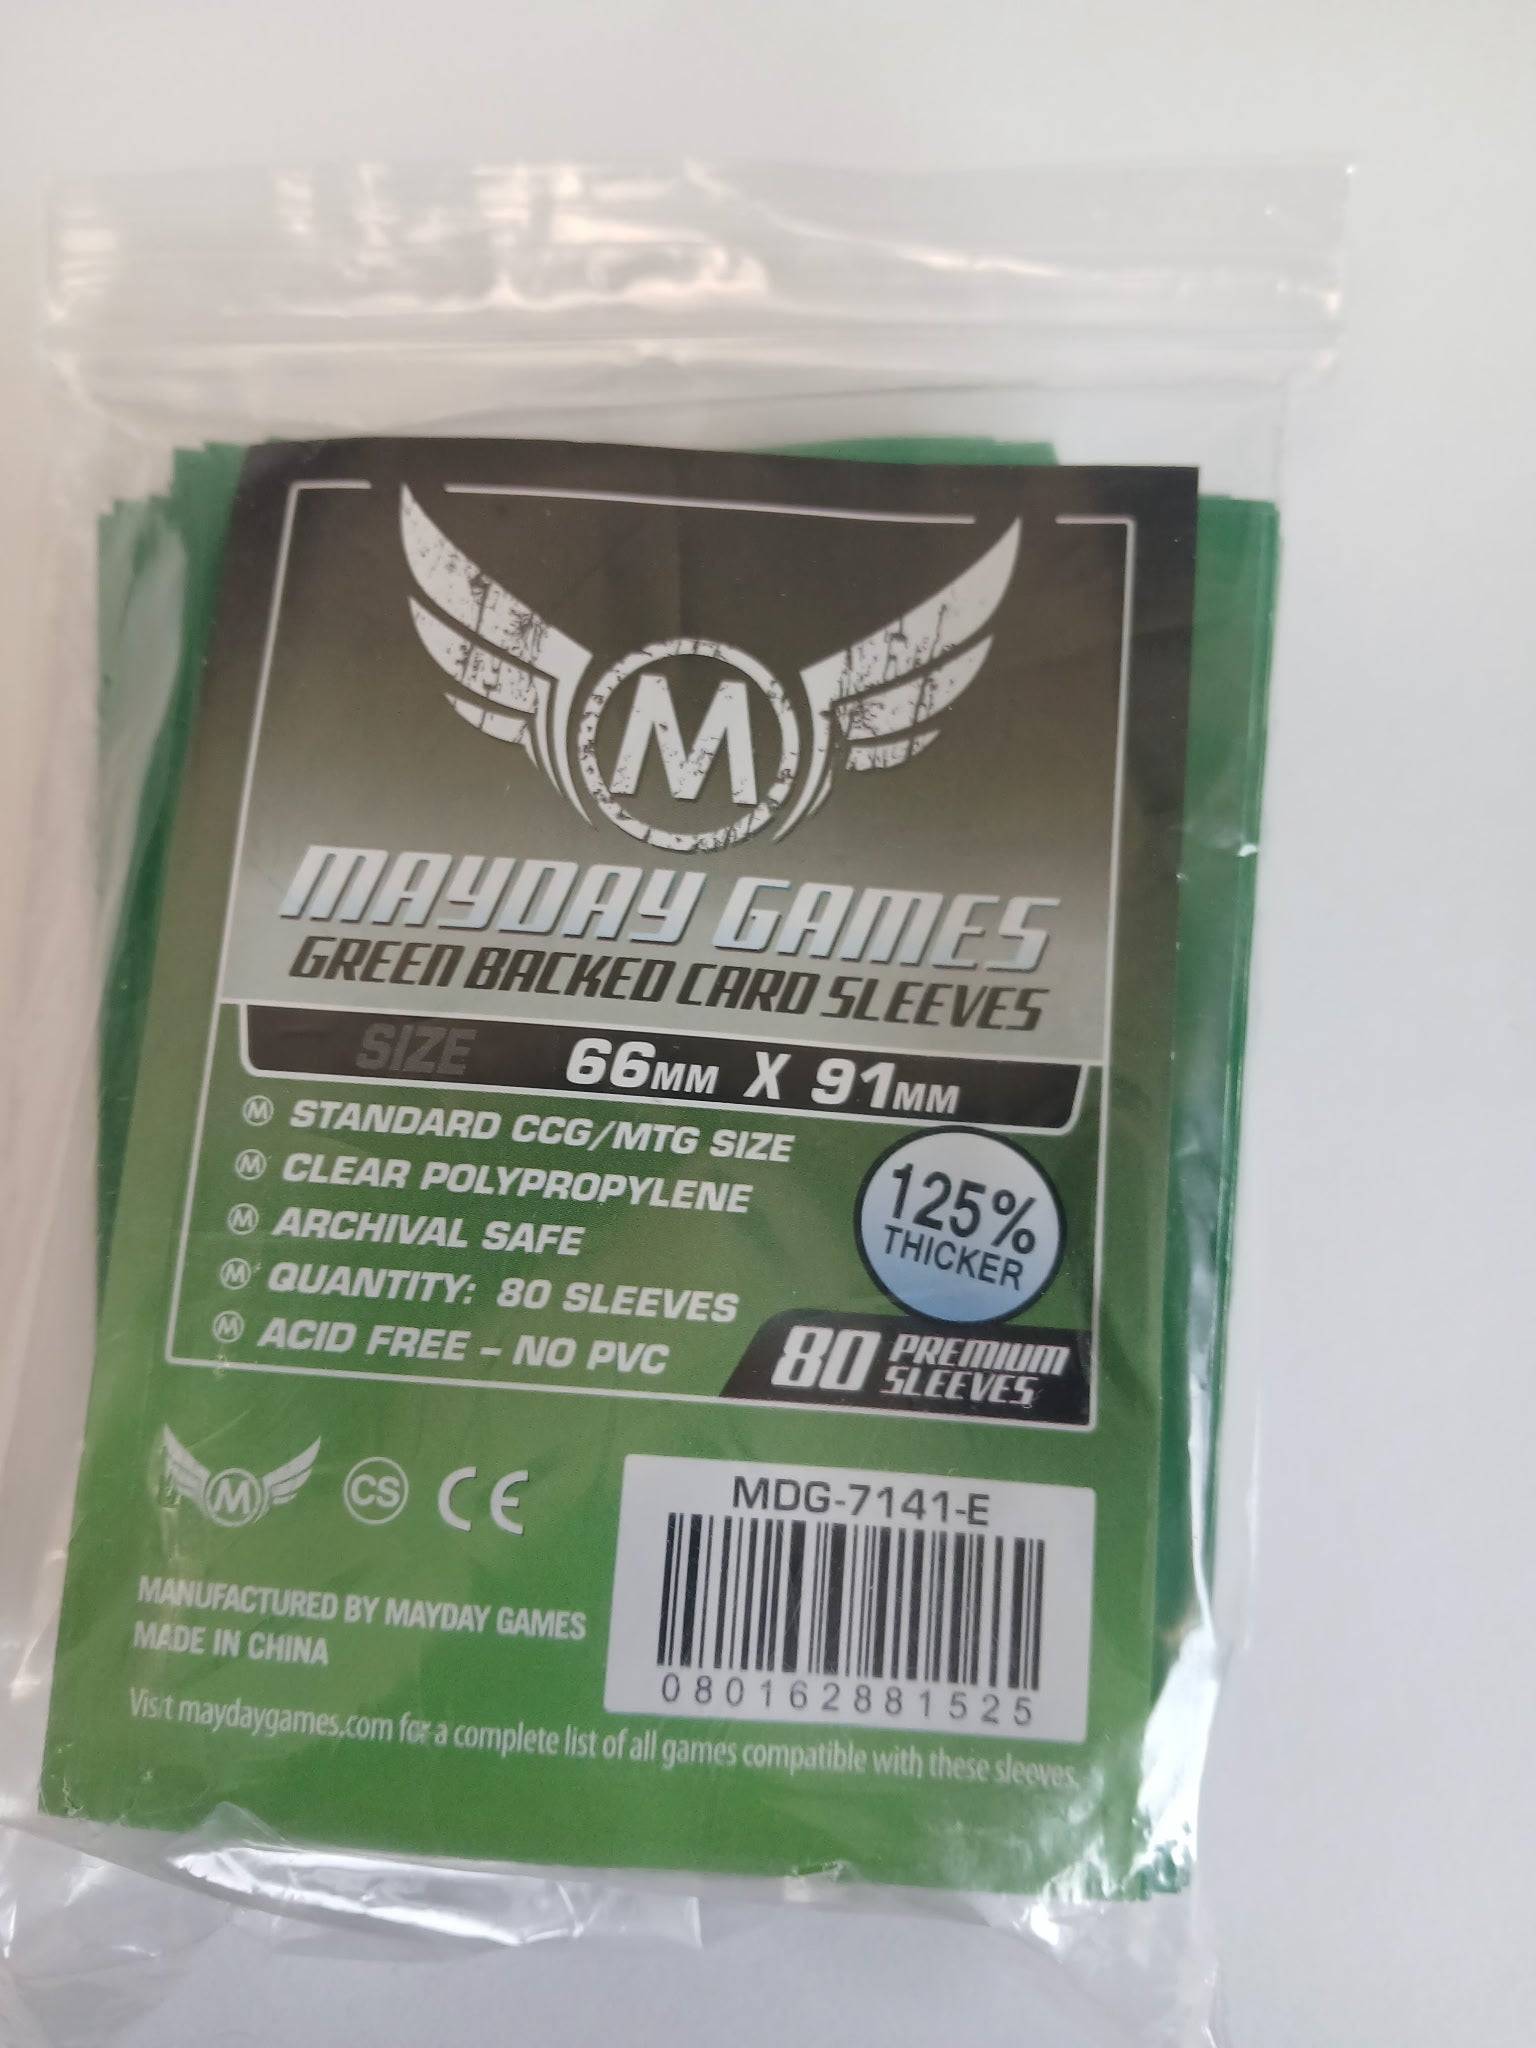 M
MAYDAY GAMES
GREEN BACKED CARD SLEEVES
SIZE 66MM X 91MM
M STANDARD CCG/MTG SIZE
M CLEAR POLYPROPYLENE
M ARCHIVAL SAFE
M QUANTITY: 80 SLEEVES
M ACID FREE – NO PVC
125%
THICKER
80 PREMIUM
SLEEVES
M CS CE
MDG-7141-E
080162881525
MANUFACTURED BY MAYDAY GAMES
MADE IN CHINA
Visit maydaygames.com for a complete list of all games compatible with these sleeves.